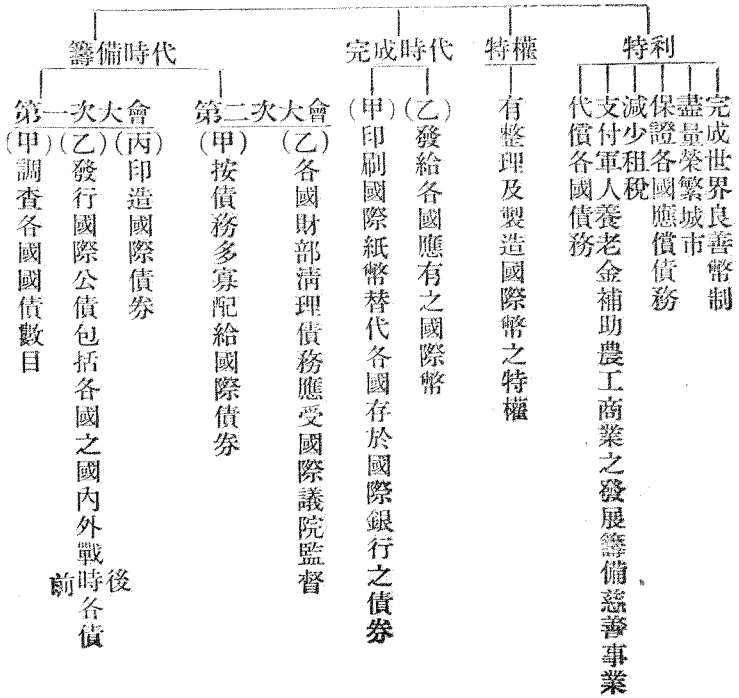 籌備時代
第一次大會
(甲)調查各國國債數目
(乙)發行國際公債包括各國之國內外戰前時後各債
(丙)印造國際債券
第二次大會
(甲)按債務多寡配給國際債券
(乙)各國財部清理債務應受國際議院監督
完成時代
(甲)印刷國際紙幣替代各國存於國際銀行之債券
(乙)發給各國應有之國際幣
特權
有整理及製造國際幣之特權
特利
代償各國債務
支付軍人養老金補助農工商業之發展籌備慈善事業
減少租稅
保證各國應償債務
盡量榮繁城市
完成世界良善幣制